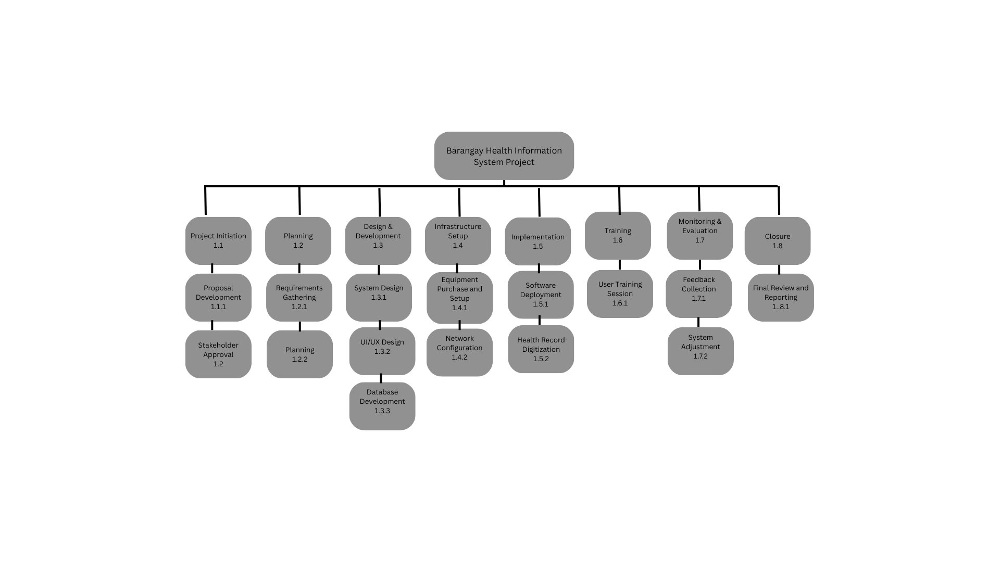 Barangay Health Information
System Project
Project Initiation
1.1
Proposal
Development
1.1.1
Stakeholder
Approval
1.2
Planning
1.2
Requirements
Gathering
1.2.1
Planning
1.2.2
Design &
Development
1.3
System Design
1.3.1
UI/UX Design
1.3.2
Database
Development
1.3.3
Infrastructure
Setup
1.4
Equipment
Purchase and
Setup
1.4.1
Network
Configuration
1.4.2
Implementation
1.5
Software
Deployment
1.5.1
Health Record
Digitization
1.5.2
Training
1.6
User Training
Session
1.6.1
Monitoring &
Evaluation
1.7
Feedback
Collection
1.7.1
System
Adjustment
1.7.2
Closure
1.8
Final Review and
Reporting
1..8.1